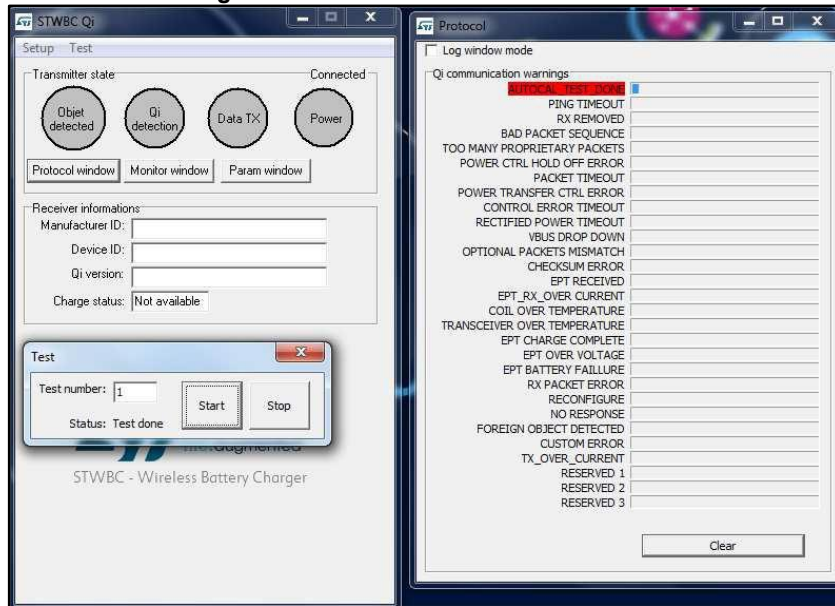 STWBC Qi
Setup Test
Transmitter state
Connected
Objet detected
Qi detection
Data TX
Power
Protocol window
Monitor window
Param window
Receiver informations
Manufacturer ID:
Device ID:
Qi version:
Charge status: Not available
Test
Test number: 1
Start
Stop
Status: Test done
STWBC - Wireless Battery Charger
Protocol
Log window mode
Qi communication warnings
AUTOCAL_TEST_DONE
PING TIMEOUT
RX REMOVED
BAD PACKET SEQUENCE
TOO MANY PROPRIETARY PACKETS
POWER CTRL HOLD OFF ERROR
PACKET TIMEOUT
POWER TRANSFER CTRL ERROR
CONTROL ERROR TIMEOUT
RECTIFIED POWER TIMEOUT
VBUS DROP DOWN
OPTIONAL PACKETS MISMATCH
CHECKSUM ERROR
EPT RECEIVED
EPT_RX_OVER CURRENT
COIL OVER TEMPERATURE
TRANSCEIVER OVER TEMPERATURE
EPT CHARGE COMPLETE
EPT OVER VOLTAGE
EPT BATTERY FAILLURE
RX PACKET ERROR
RECONFIGURE
NO RESPONSE
FOREIGN OBJECT DETECTED
CUSTOM ERROR
TX_OVER_CURRENT
RESERVED 1
RESERVED 2
RESERVED 3
Clear